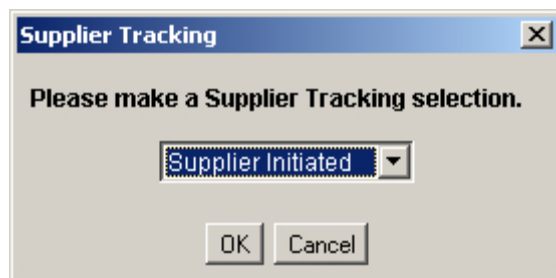 Supplier Tracking
Please make a Supplier Tracking selection.
Supplier Initiated
OK Cancel